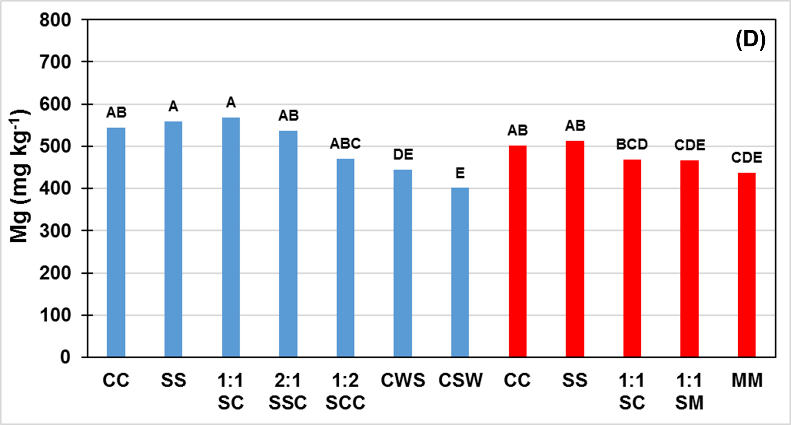 (D)
Mg (mg kg⁻¹)
800
700
600
500
400
300
200
100
0
AB A A AB ABC DE E AB AB BCD CDE CDE
CC SS 1:1 2:1 1:2 CWS CSW CC SS 1:1 1:1 MM
SC SSC SCC SC SM